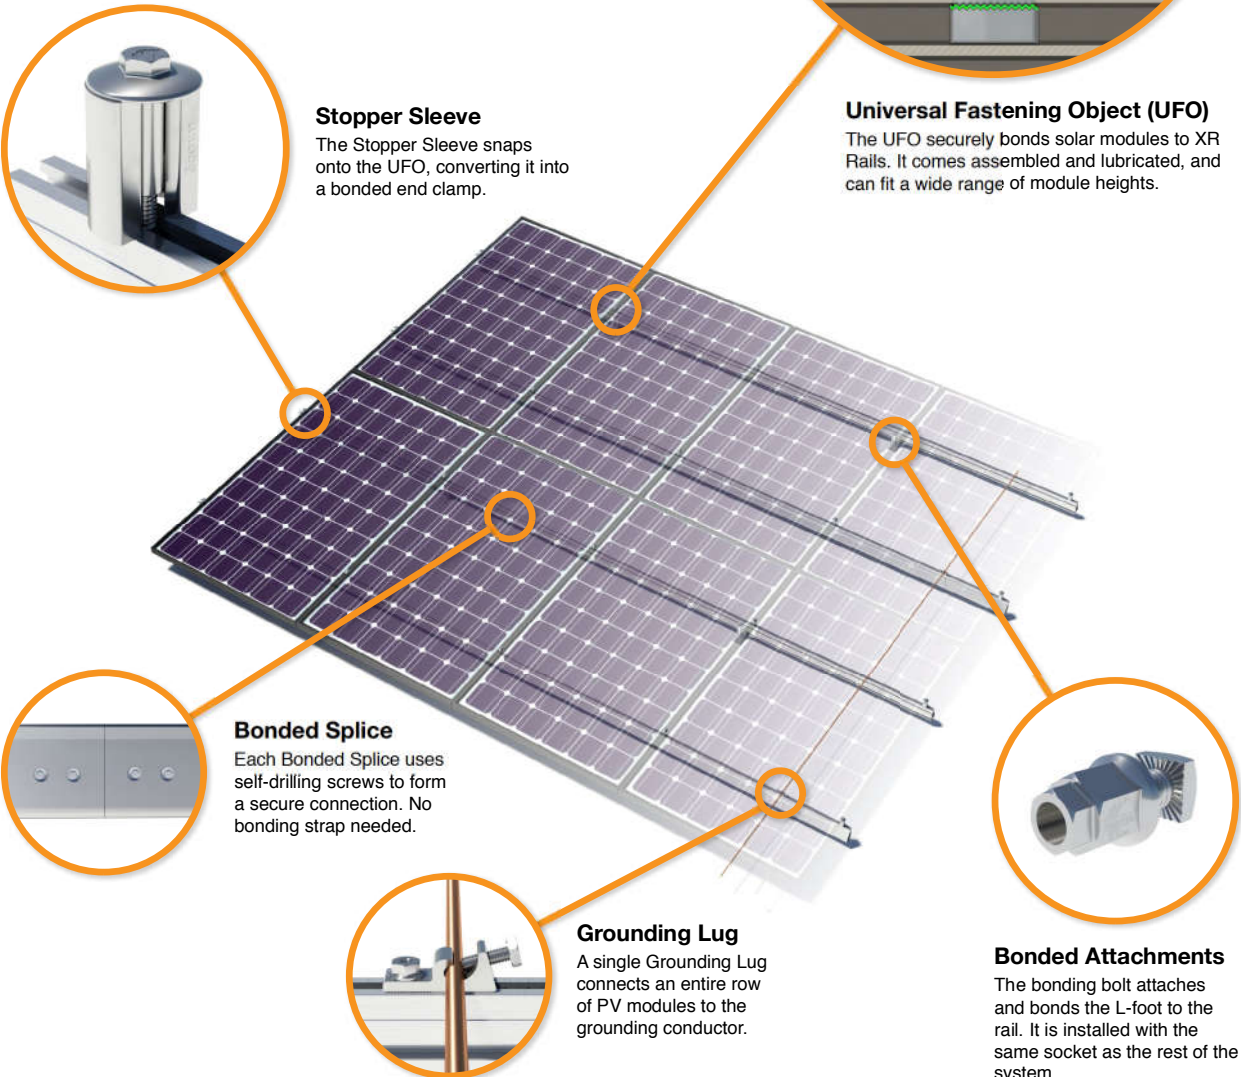 Stopper Sleeve
The Stopper Sleeve snaps
onto the UFO, converting it into
a bonded end clamp.
Universal Fastening Object (UFO)
The UFO securely bonds solar modules to XR
Rails. It comes assembled and lubricated, and
can fit a wide range of module heights.
Bonded Splice
Each Bonded Splice uses
self-drilling screws to form
a secure connection. No
bonding strap needed.
Grounding Lug
A single Grounding Lug
connects an entire row
of PV modules to the
grounding conductor.
Bonded Attachments
The bonding bolt attaches
and bonds the L-foot to the
rail. It is installed with the
same socket as the rest of the
system